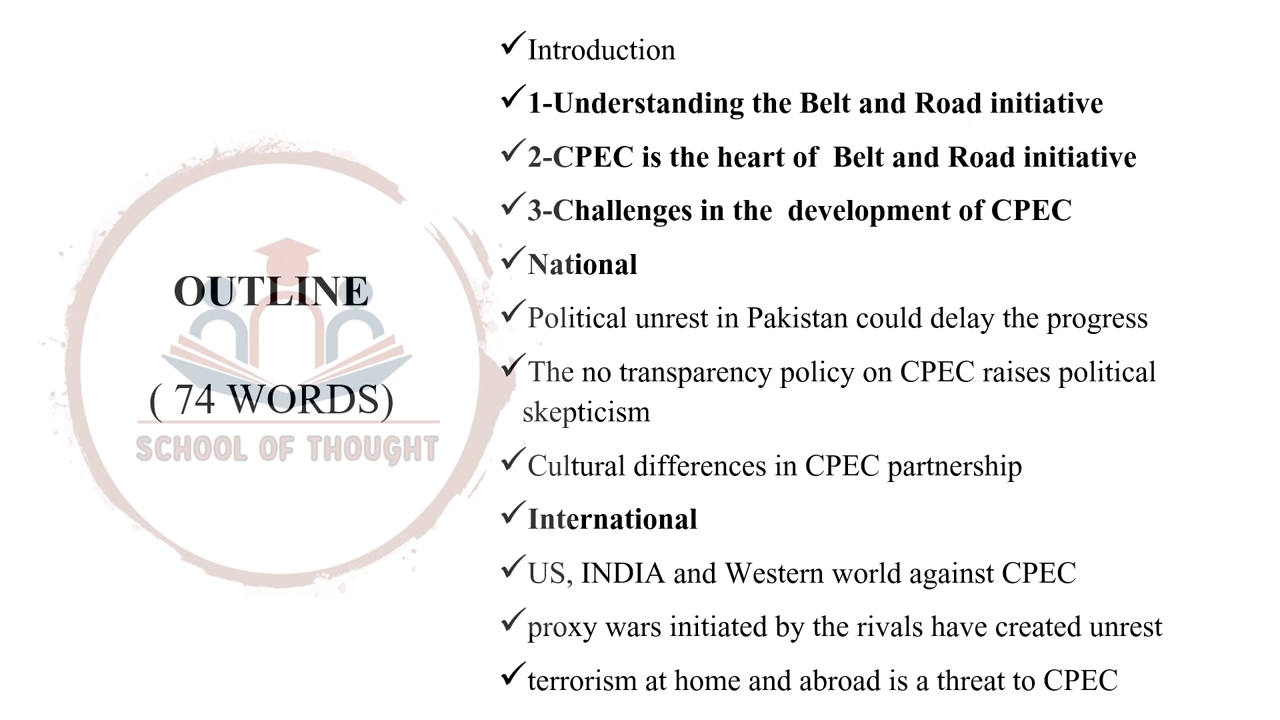 OUTLINE
( 74 WORDS)
SCHOOL OF THOUGHT
✓Introduction
✓1-Understanding the Belt and Road initiative
✓2-CPEC is the heart of  Belt and Road initiative
✓3-Challenges in the  development of CPEC
✓National
✓Political unrest in Pakistan could delay the progress
✓The no transparency policy on CPEC raises political
skepticism
✓Cultural differences in CPEC partnership
✓International
✓US, INDIA and Western world against CPEC
✓proxy wars initiated by the rivals have created unrest
✓terrorism at home and abroad is a threat to CPEC